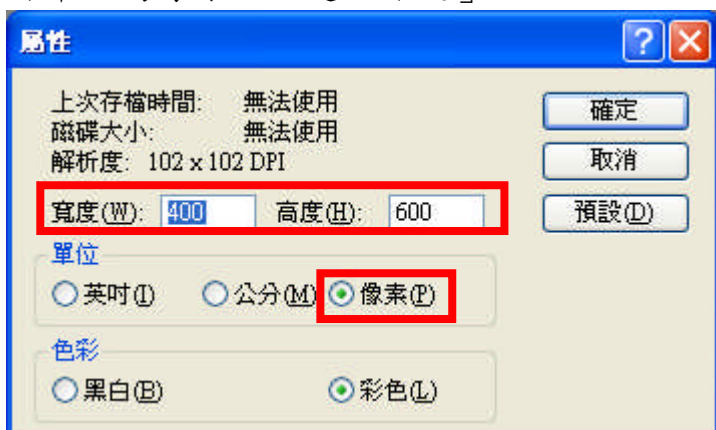 屬性
上次存檔時間: 無法使用
磁碟大小: 無法使用
解析度: 102 x 102 DPI
確定
取消
寬度(W): 400 高度(H): 600
預設(D)
單位
英吋(I) 公分(M) 像素(P)
色彩
黑白(B) 彩色(L)